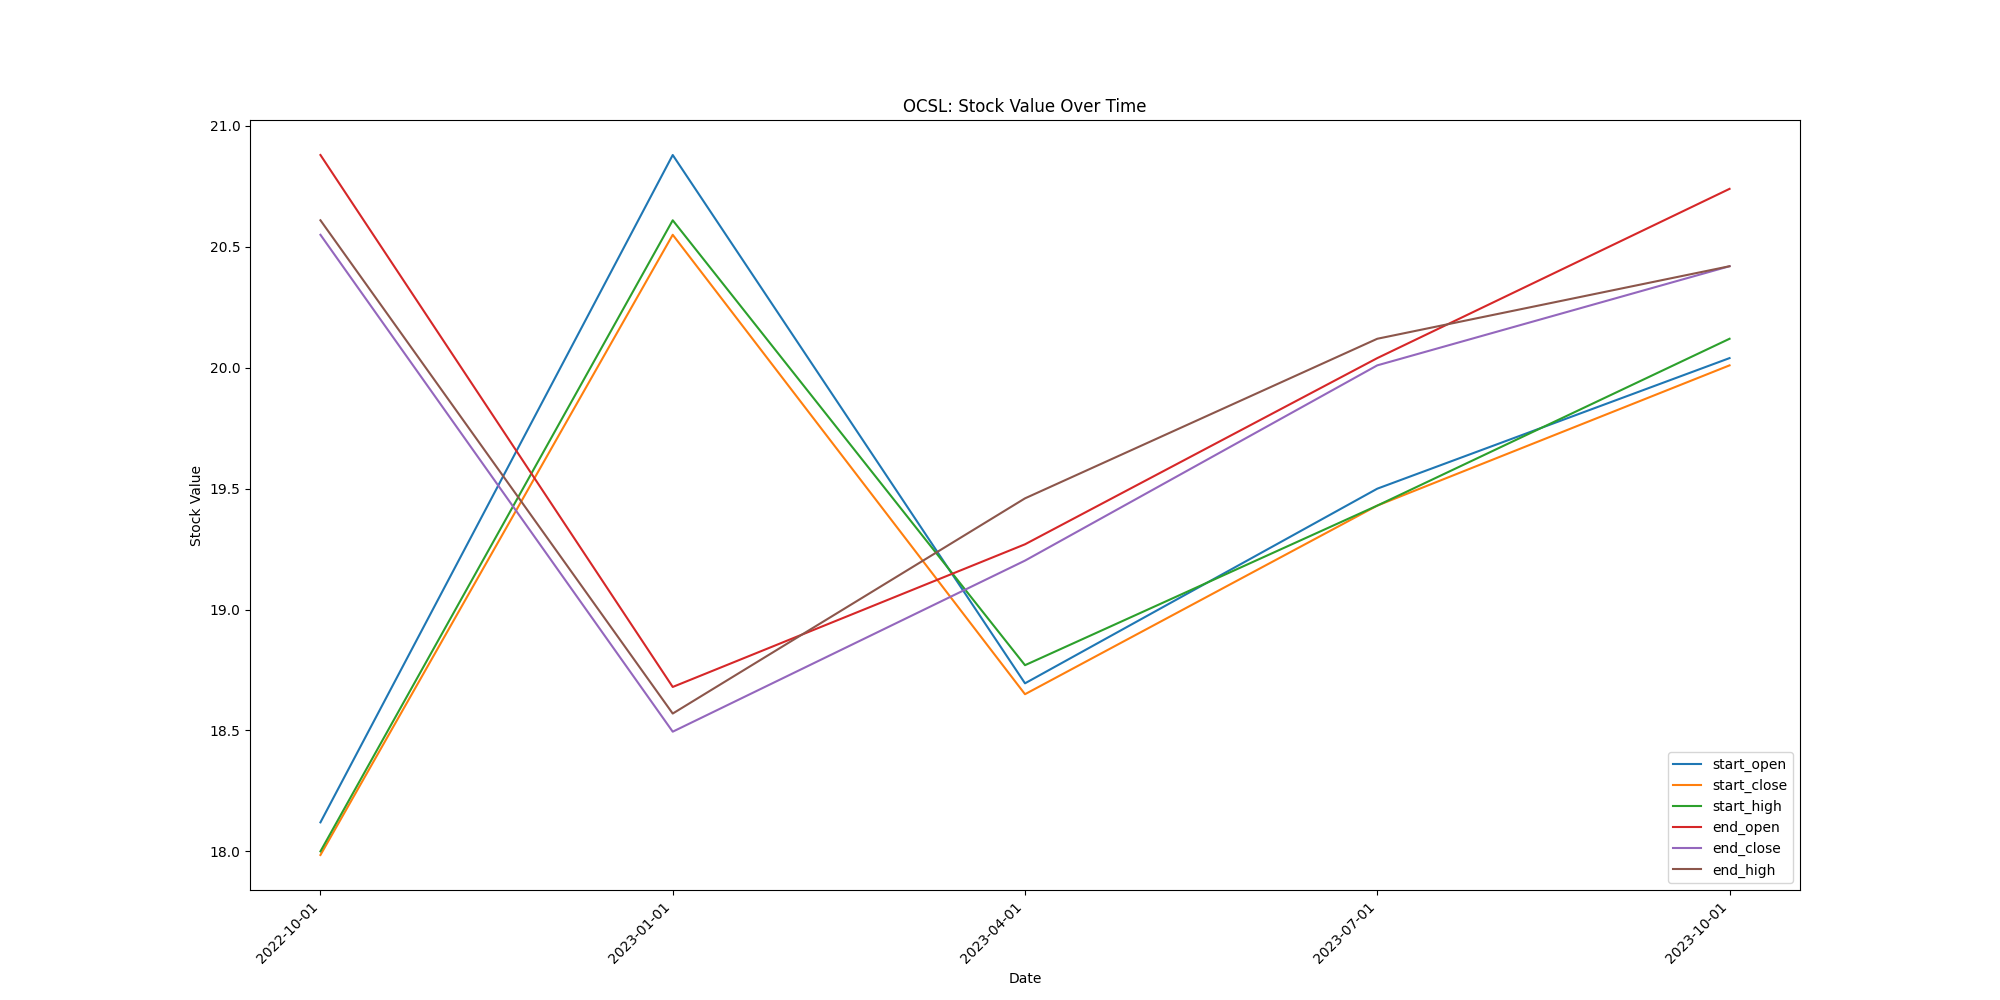 OCSL: Stock Value Over Time
21.0
20.5
20.0
19.5
19.0
18.5
18.0
Stock Value
start_open
start_close
start_high
end_open
end_close
end_high
2022-10-01
2023-01-01
2023-04-01
2023-07-01
2023-10-01
Date